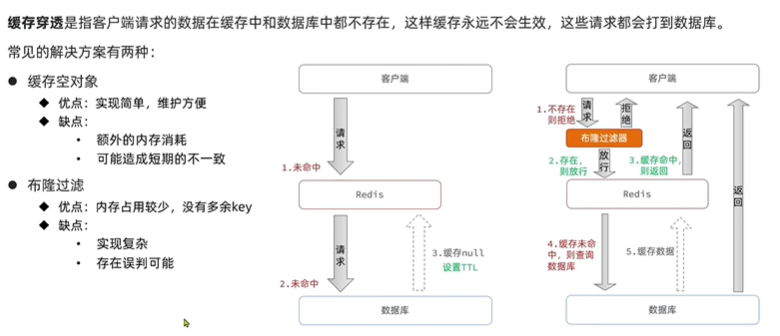 缓存穿透是指客户端请求的数据在缓存中和数据库中都不存在，这样缓存永远不会生效，这些请求都会打到数据库。
常见的解决方案有两种：
缓存空对象
优点：实现简单，维护方便
缺点：
额外的内存消耗
可能造成短期的不一致
布隆过滤
优点：内存占用较少，没有多余key
缺点：
实现复杂
存在误判可能
客户端
请求
1.未命中
Redis
请求
2.未命中
3.缓存null
设置TTL
数据库
客户端
1.不存在
则拒绝
请求
拒绝
布隆过滤器
2.存在，
则放行
放行
3.缓存命中，
则返回
返回
Redis
返回
4.缓存未命
中，则查询
数据库
5.缓存数据
数据库